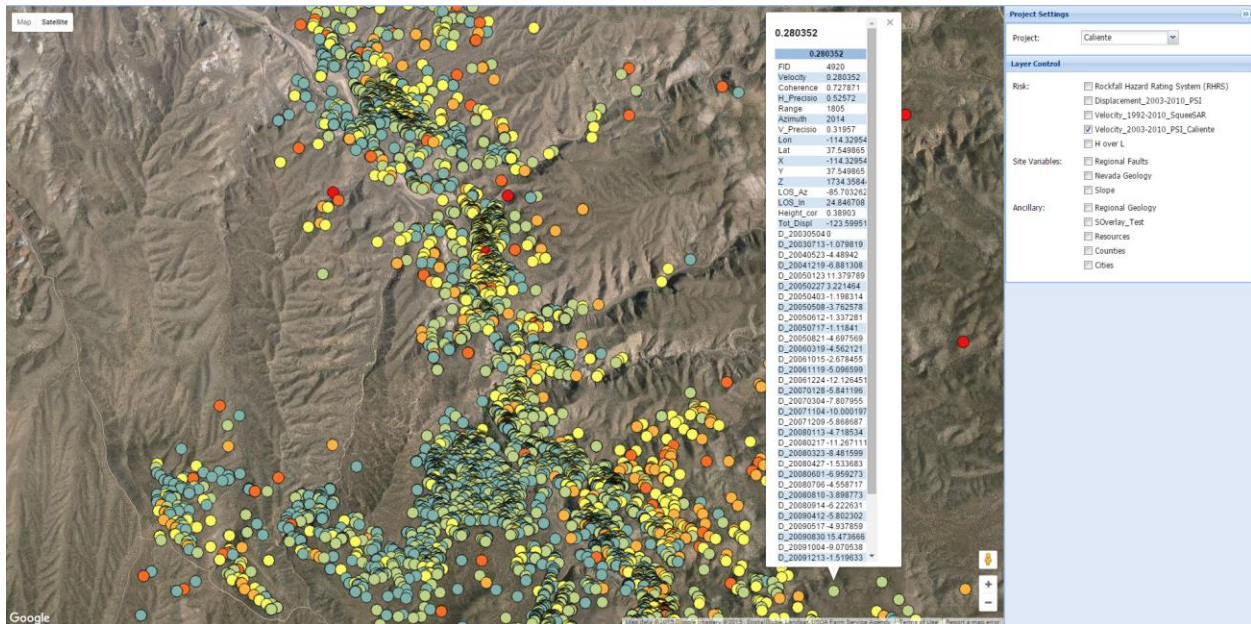 Map Satellite
0.280352
0.280352
FID 4920
Velocity 0.280352
Coherence 0.727871
H_Precisio 0.52572
Range 1805
Azimuth 2014
V_Precisio 0.31957
Lon -114.32954
Lat 37.549865
X -114.32954
Y 37.549865
Z 1734.3584
LOS_Az -85.703262
LOS_In 24.846708
Height_cor 0.38903
Tot_Displ -123.59951
D_20030504 0
D_20030713 -1.079819
D_20040523 -4.48942
D_20041219 -6.881308
D_20050123 11.379789
D_20050227 3.221464
D_20050403 -1.198314
D_20050508 -3.762578
D_20050612 -1.337281
D_20050717 -1.11841
D_20050821 -4.697569
D_20060319 -4.562121
D_20061015 -2.678455
D_20061119 -5.096599
D_20061224 -12.126451
D_20070128 -5.841196
D_20070304 -7.807955
D_20071104 -10.000197
D_20071209 -5.868687
D_20080113 -4.718534
D_20080217 -11.267111
D_20080323 -8.481599
D_20080427 -1.533683
D_20080601 -6.959273
D_20080706 -4.558717
D_20080810 -3.898773
D_20080914 -6.222631
D_20090412 -5.802302
D_20090517 -4.937859
D_20090830 15.473666
D_20091004 -9.070538
D_20091213 -1.519633
Google
Terms of Use Report a map error
Project Settings
Project: Caliente
Layer Control
Risk: Rockfall Hazard Rating System (RHRS)
Displacement_2003-2010_PSI
Velocity_1992-2010_SqueeSAR
Velocity_2003-2010_PSI_Caliente
H over L
Site Variables: Regional Faults
Nevada Geology
Slope
Ancillary: Regional Geology
SOverlay_Test
Resources
Counties
Cities